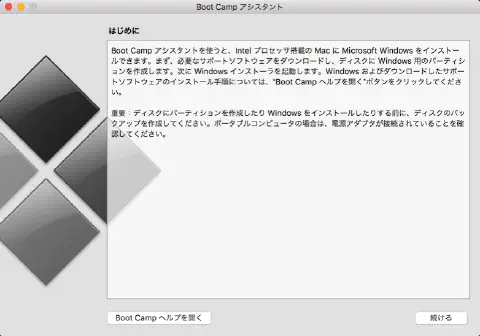 Boot Camp アシスタント
はじめに
Boot Camp アシスタントを使うと、Intel プロセッサ搭載の Mac に Microsoft Windows をインストー
ルできます。まず、必要なサポートソフトウェアをダウンロードし、ディスクに Windows 用のパーティシ
ョンを作成します。次に Windows インストーラを起動します。Windows およびダウンロードしたサポー
トソフトウェアのインストール手順については、“Boot Camp ヘルプを開く”ボタンをクリックしてくださ
い。
重要：ディスクにパーティションを作成したり Windows をインストールしたりする前に、ディスクのバッ
クアップを作成してください。ポータブルコンピュータの場合は、電源アダプタが接続されていることを確
認してください。
Boot Camp ヘルプを開く
続ける